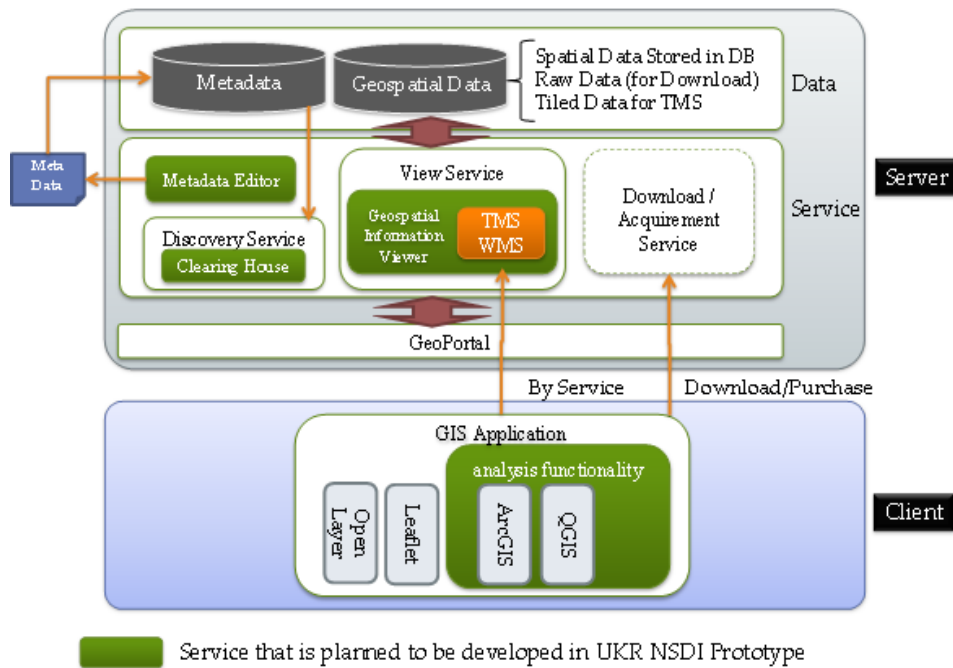 Metadata
Geospatial Data
Spatial Data Stored in DB
Raw Data (for Download)
Tiled Data for TMS
Data
Meta
Data
Metadata Editor
Discovery Service
Clearing House
View Service
Geospatial
Information
Viewer
TMS
WMS
Download /
Acquirement
Service
Service
Server
GeoPortal
By Service
Download/Purchase
GIS Application
analysis functionality
Open
Layer
Leaflet
ArcGIS
QGIS
Client
Service that is planned to be developed in UKR NSDI Prototype